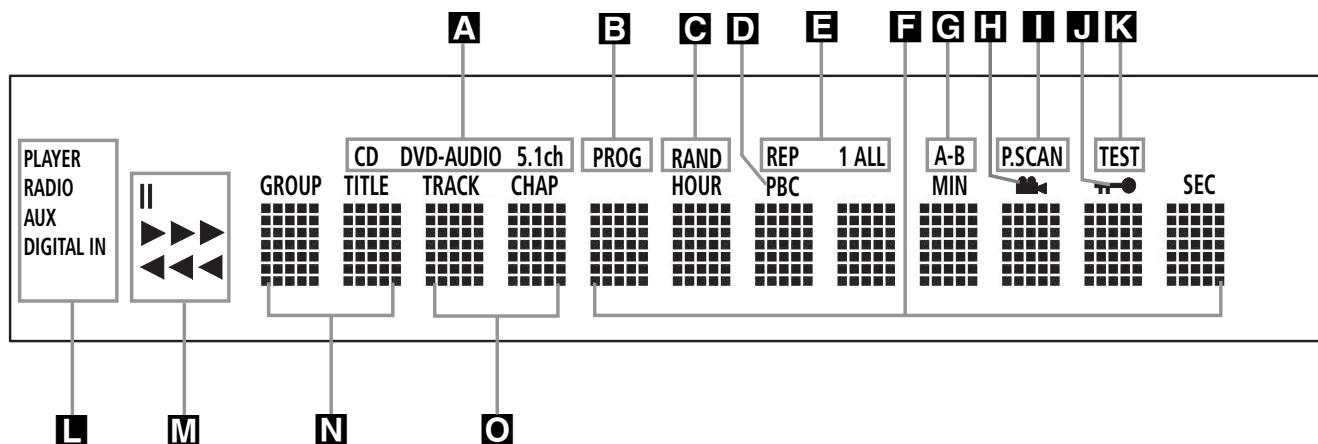 A B C D E F G H I J K
CD DVD-AUDIO 5.1ch PROG RAND REP 1 ALL A-B P.SCAN TEST
PLAYER
RADIO
AUX
DIGITAL IN
GROUP TITLE TRACK CHAP HOUR PBC MIN SEC
L M N O